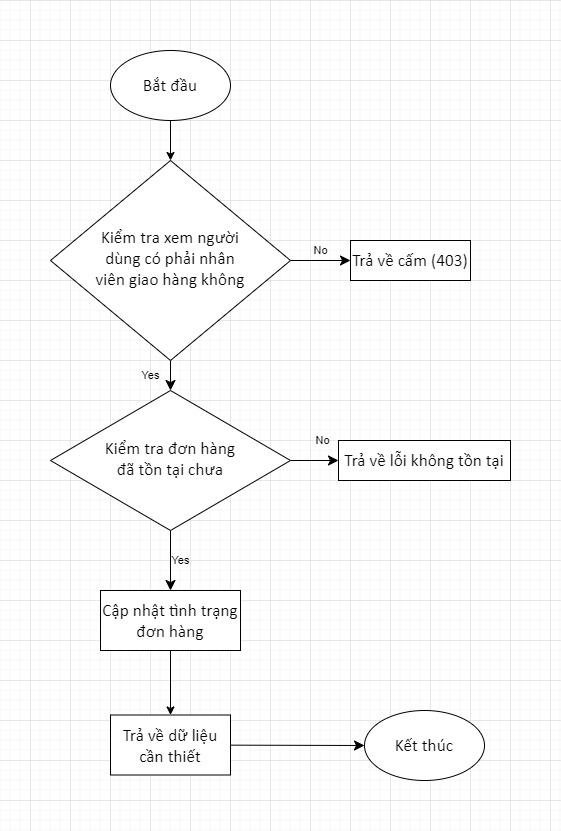 Bắt đầu
Kiểm tra xem người
dùng có phải nhân
viên giao hàng không
No
Trả về cấm (403)
Yes
Kiểm tra đơn hàng
đã tồn tại chưa
No
Trả về lỗi không tồn tại
Yes
Cập nhật tình trạng
đơn hàng
Trả về dữ liệu
cần thiết
Kết thúc